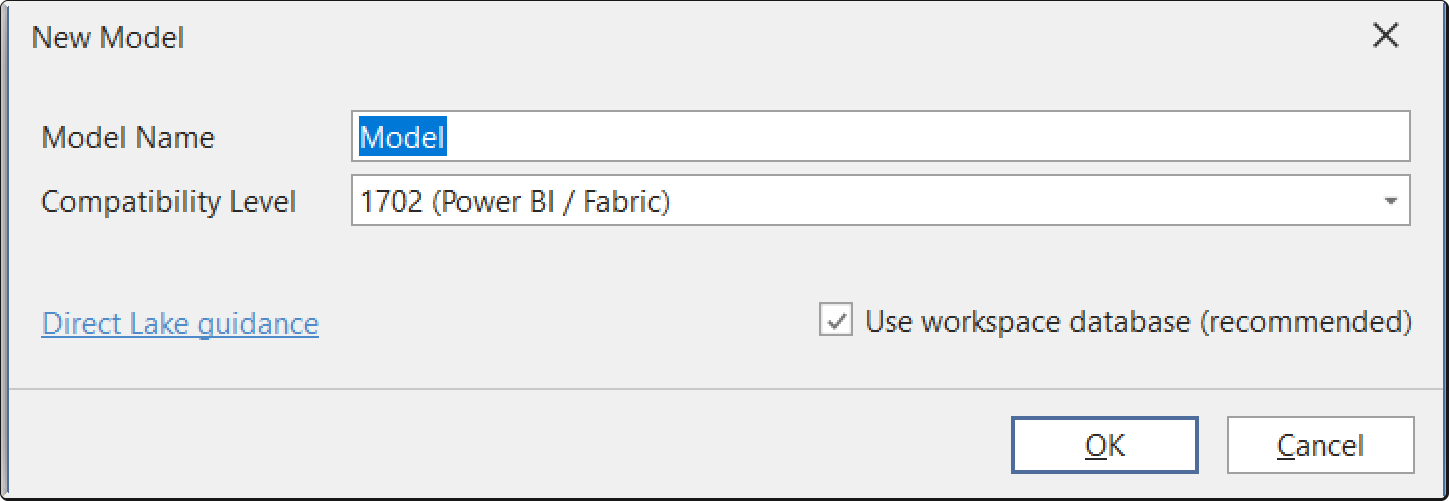 New Model
Model Name
Model
Compatibility Level
1702 (Power BI / Fabric)
Direct Lake guidance
Use workspace database (recommended)
OK
Cancel